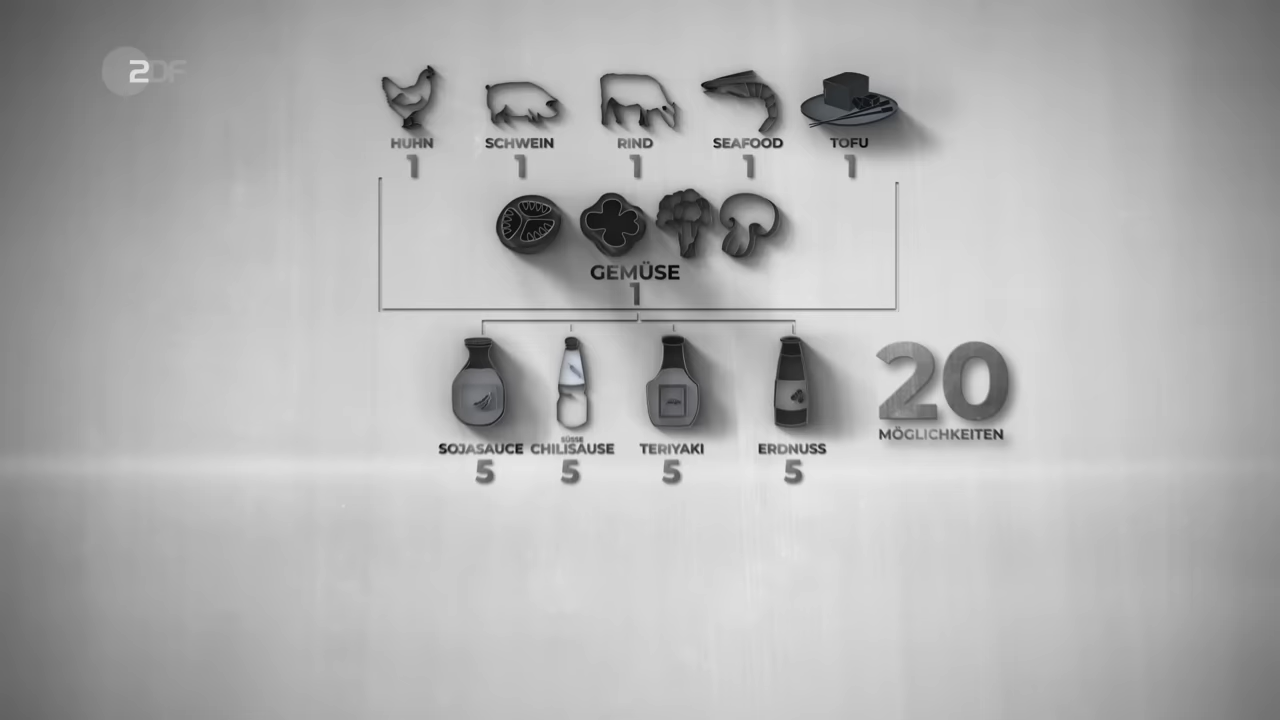 ZDF
HUHN SCHWEIN RIND SEAFOOD TOFU
1 1 1 1 1
GEMÜSE
1
20
MÖGLICHKEITEN
SÜSSE
SOJASAUCE CHILISAUSE TERIYAKI ERDNUSS
5 5 5 5